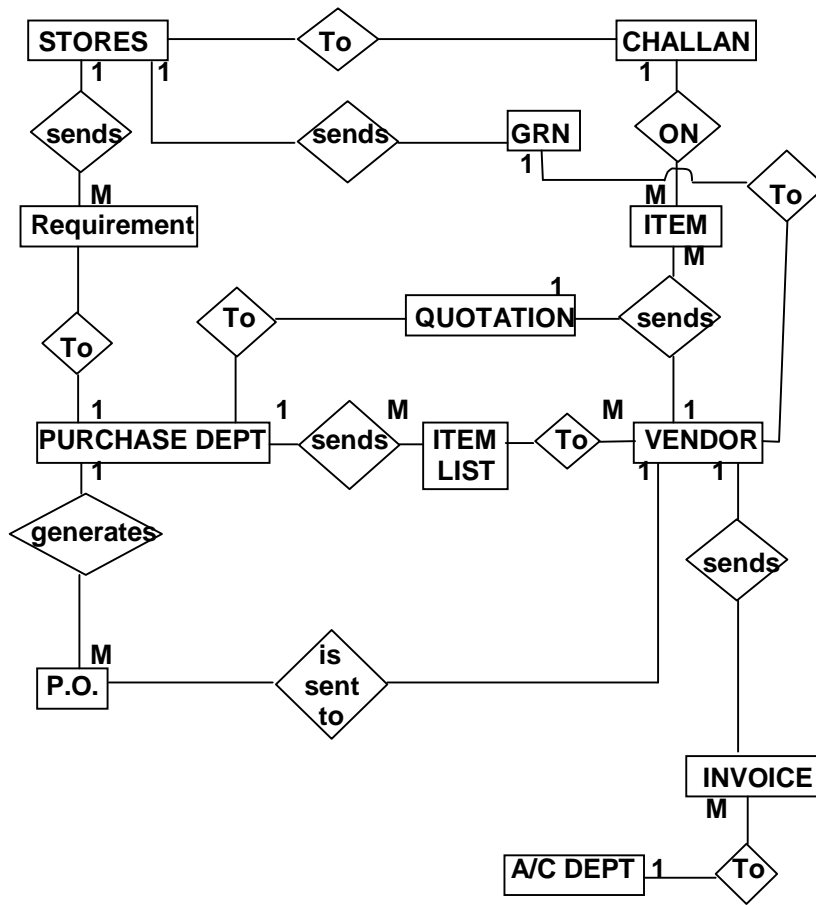 STORES To CHALLAN
1 1 1
sends sends GRN ON
1
M M To
Requirement ITEM
M
1
To QUOTATION sends
To
1 1 M M 1
PURCHASE DEPT sends ITEM To VENDOR
LIST
1 1 1
generates
sends
M is
P.O. sent
to
INVOICE
M
A/C DEPT 1 To